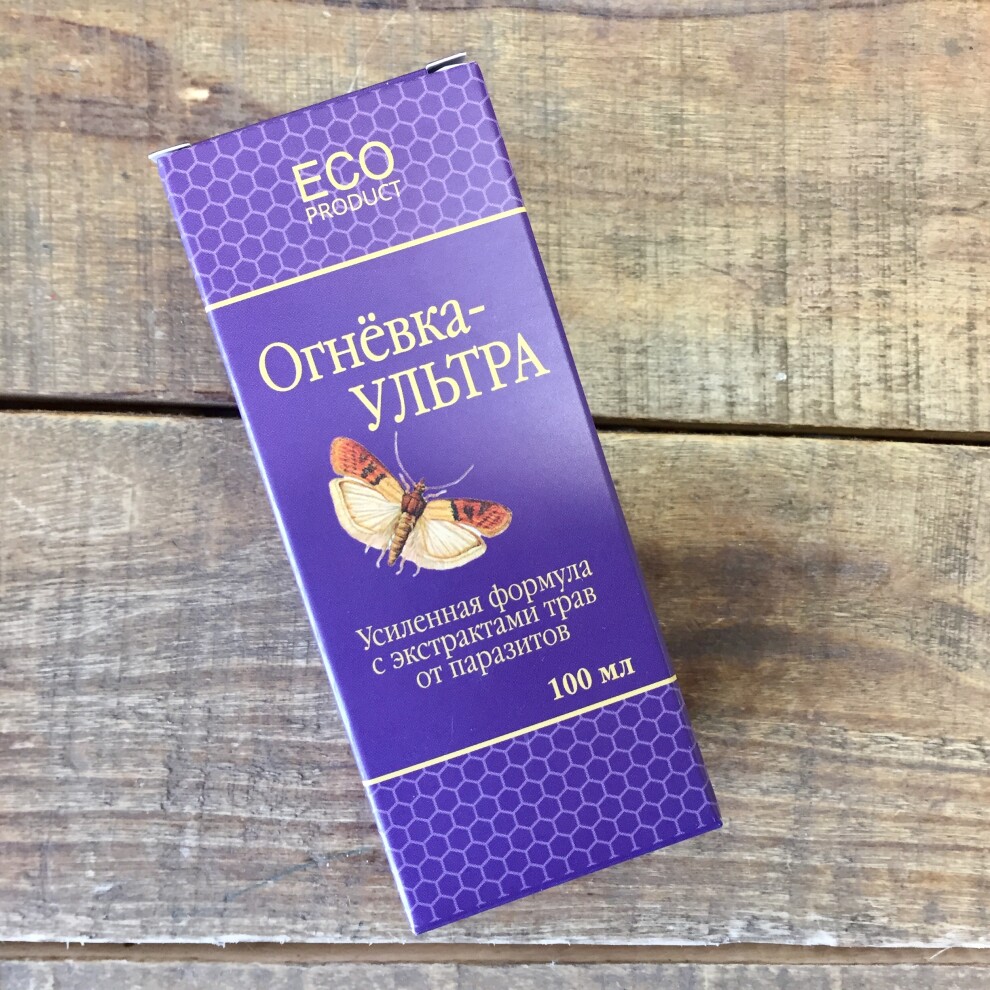 ECO
PRODUCT
Огнёвка-
УЛЬТРА
Усиленная формула
с экстрактами трав
от паразитов
100 мл